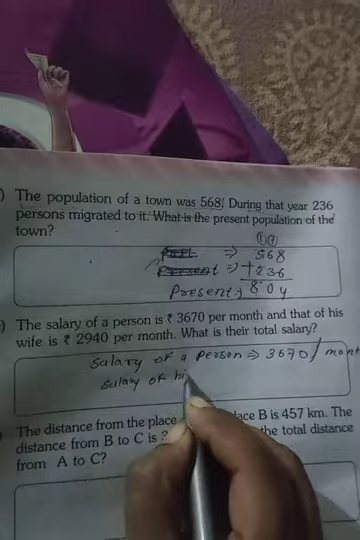 The population of a town was 568. During that year 236
persons migrated to it. What is the present population of the
town?
⇒ 568
⇒ +236
Present ⇒ 804
The salary of a person is ₹ 3670 per month and that of his
wife is ₹ 2940 per month. What is their total salary?
Salary of a person ⇒ 3670/month
Salary of hi
The distance from the place B is 457 km. The
distance from B to C is the total distance
from A to C?